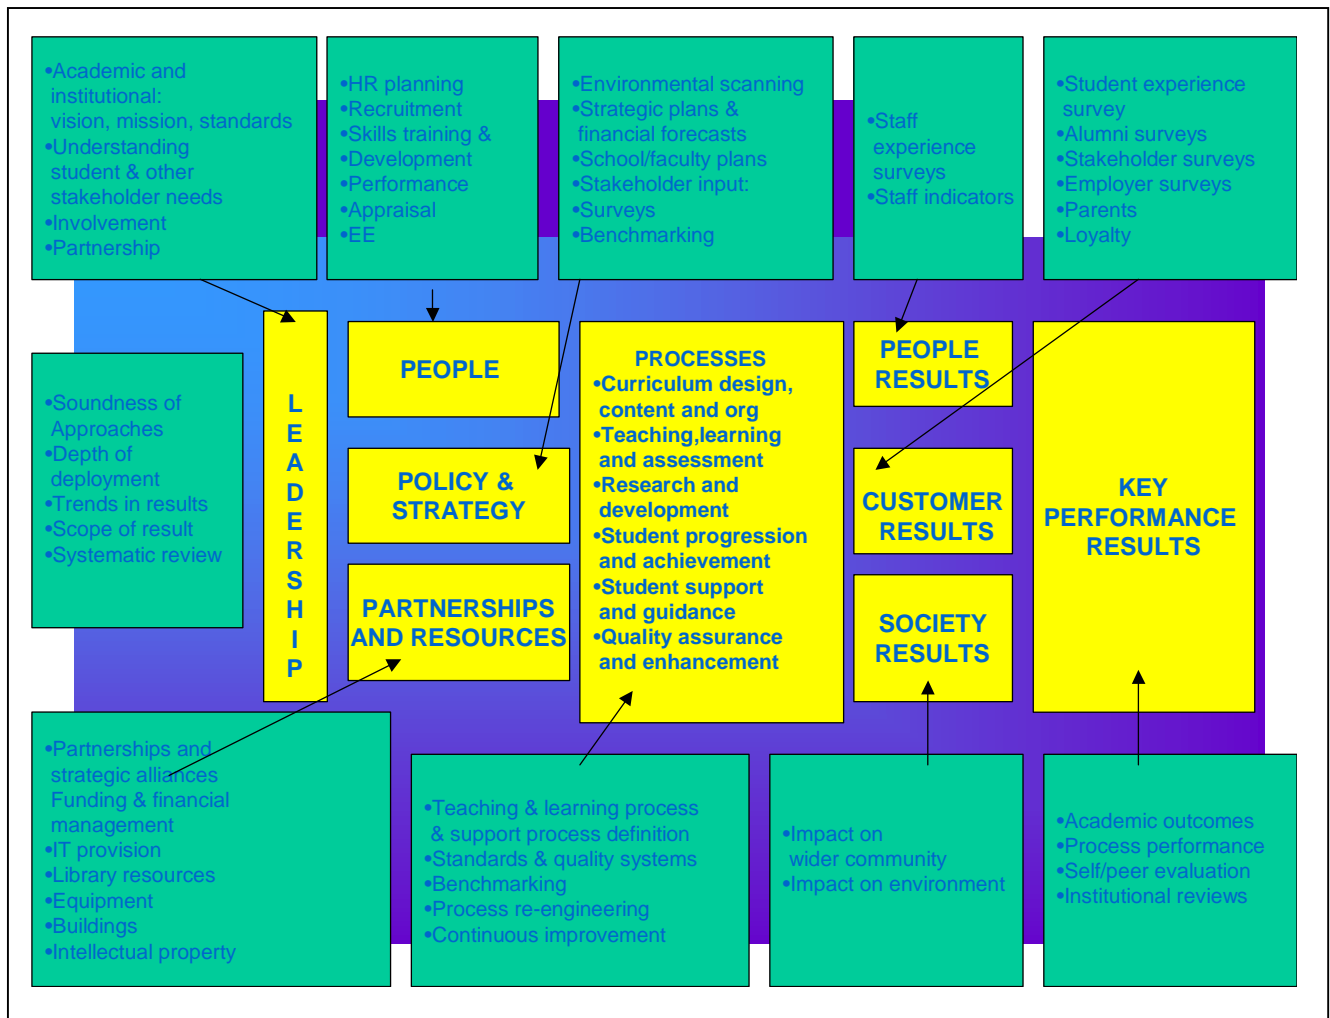 •Academic and
institutional:
vision, mission, standards
•Understanding
student & other
stakeholder needs
•Involvement
•Partnership
•HR planning
•Recruitment
•Skills training &
•Development
•Performance
•Appraisal
•EE
•Environmental scanning
•Strategic plans &
financial forecasts
•School/faculty plans
•Stakeholder input:
•Surveys
•Benchmarking
•Staff
experience
surveys
•Staff indicators
•Student experience
survey
•Alumni surveys
•Stakeholder surveys
•Employer surveys
•Parents
•Loyalty
•Soundness of
Approaches
•Depth of
deployment
•Trends in results
•Scope of result
•Systematic review
L
E
A
D
E
R
S
H
I
P
PEOPLE
POLICY &
STRATEGY
PARTNERSHIPS
AND RESOURCES
PROCESSES
•Curriculum design,
content and org
•Teaching,learning
and assessment
•Research and
development
•Student progression
and achievement
•Student support
and guidance
•Quality assurance
and enhancement
PEOPLE
RESULTS
CUSTOMER
RESULTS
SOCIETY
RESULTS
KEY
PERFORMANCE
RESULTS
•Partnerships and
strategic alliances
Funding & financial
management
•IT provision
•Library resources
•Equipment
•Buildings
•Intellectual property
•Teaching & learning process
& support process definition
•Standards & quality systems
•Benchmarking
•Process re-engineering
•Continuous improvement
•Impact on
wider community
•Impact on environment
•Academic outcomes
•Process performance
•Self/peer evaluation
•Institutional reviews